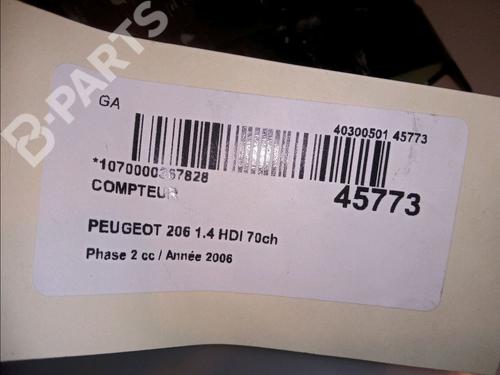 B-PARTS
GA
40300501 45773
*1070000367828
COMPTEUR
45773
PEUGEOT 206 1.4 HDI 70ch
Phase 2 cc / Année 2006